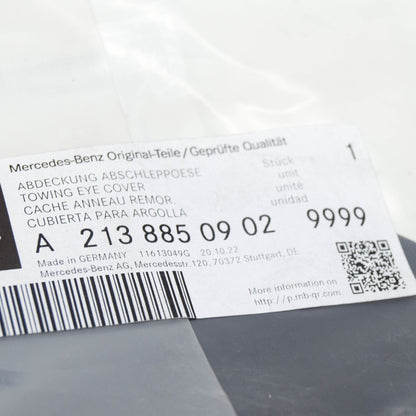 Mercedes-Benz Original-Teile/Geprüfte Qualität
ABDECKUNG ABSCHLEPPOESE Stück 1
TOWING EYE COVER unit
CACHE ANNEAU REMOR. unité
CUBIERTA PARA ARGOLLA unidad
A 213 885 09 02 9999
Made in GERMANY 11613049G 20.10.22
Mercedes-Benz AG, Mercedesstr.120,70372 Stuttgart, DE
More information on
http://p.mb-qr.com